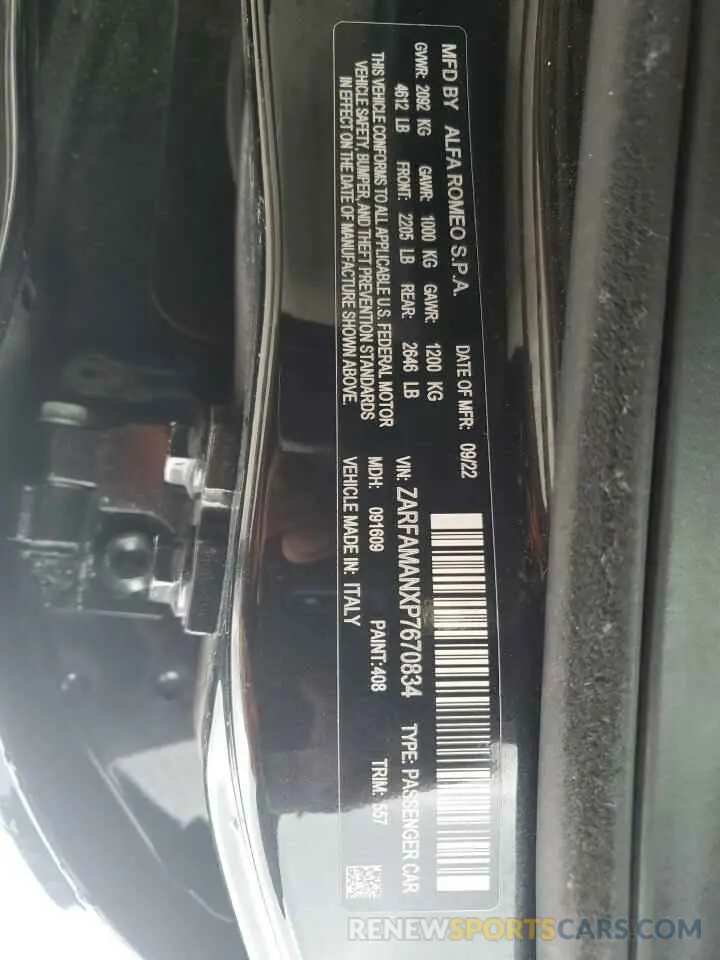 MFD BY ALFA ROMEO S.P.A. DATE OF MFR: 09/22
GVWR: 2092 KG GAWR: 1000 KG GAWR: 1200 KG
4612 LB FRONT: 2205 LB REAR: 2646 LB
THIS VEHICLE CONFORMS TO ALL APPLICABLE U.S. FEDERAL MOTOR
VEHICLE SAFETY, BUMPER, AND THEFT PREVENTION STANDARDS
IN EFFECT ON THE DATE OF MANUFACTURE SHOWN ABOVE.
VIN: ZARFAMANXP7670834 TYPE: PASSENGER CAR
MDH: 091609 PAINT:408 TRIM: 557
VEHICLE MADE IN: ITALY
RENEWSPORTSCARS.COM